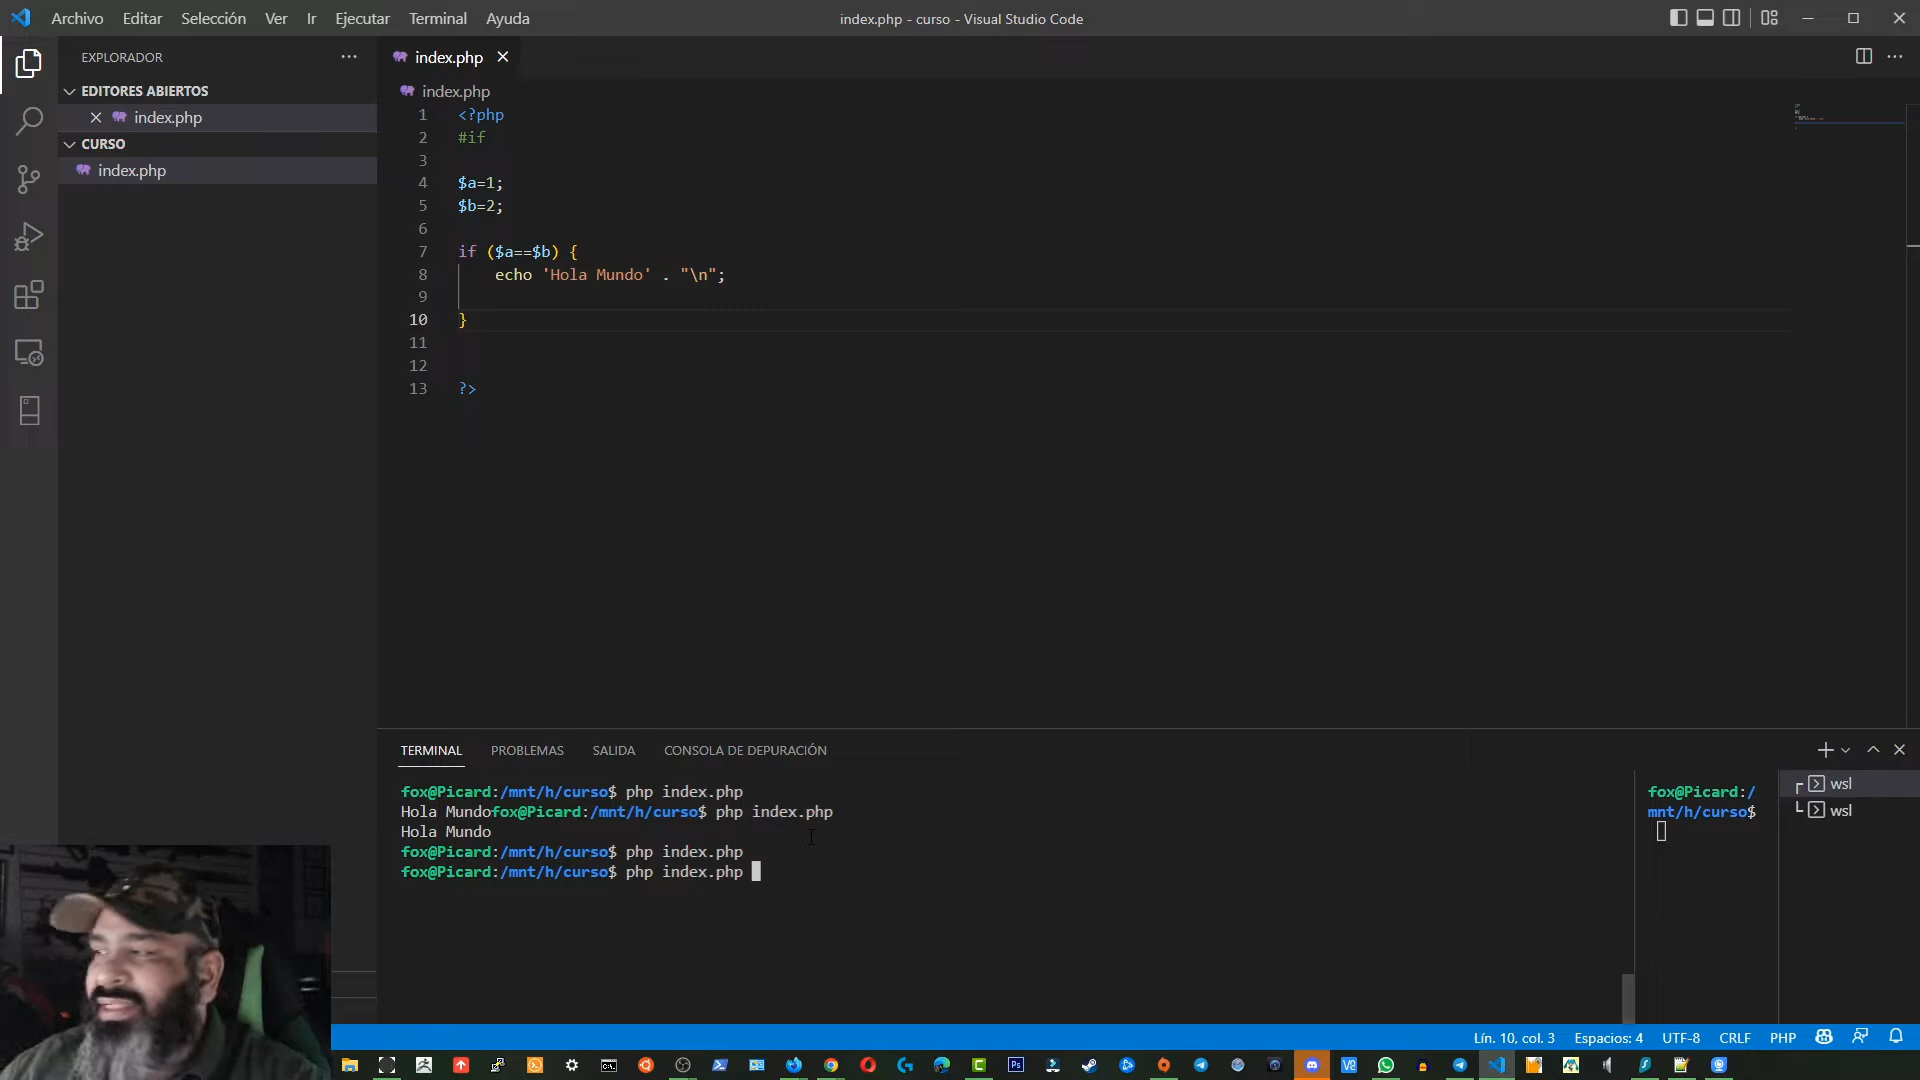 Archivo Editar Selección Ver Ir Ejecutar Terminal Ayuda
index.php - curso - Visual Studio Code
EXPLORADOR
EDITORES ABIERTOS
index.php
CURSO
index.php
index.php
index.php
1 <?php
2 #if
3
4 $a=1;
5 $b=2;
6
7 if ($a==$b) {
8 echo 'Hola Mundo' . "\n";
9
10 }
11
12
13 ?>
TERMINAL PROBLEMAS SALIDA CONSOLA DE DEPURACIÓN
fox@Picard:/mnt/h/curso$ php index.php
Hola Mundofox@Picard:/mnt/h/curso$ php index.php
Hola Mundo
fox@Picard:/mnt/h/curso$ php index.php
fox@Picard:/mnt/h/curso$ php index.php
fox@Picard:/
mnt/h/curso$
wsl
wsl
Lín. 10, col. 3 Espacios: 4 UTF-8 CRLF PHP
Ps
V2